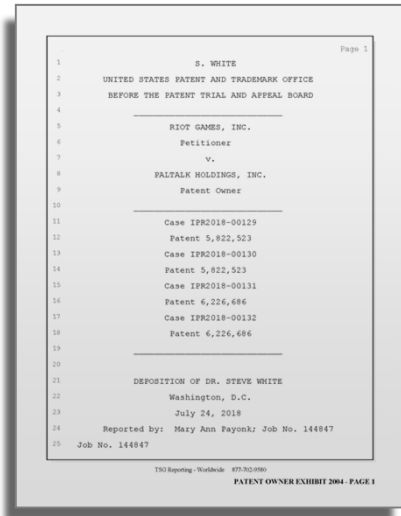 Page 1
1 S. WHITE
2 UNITED STATES PATENT AND TRADEMARK OFFICE
3 BEFORE THE PATENT TRIAL AND APPEAL BOARD
4
5 RIOT GAMES, INC.
6 Petitioner
7 v.
8 PALTALK HOLDINGS, INC.
9 Patent Owner
10
11 Case IPR2018-00129
12 Patent 5,822,523
13 Case IPR2018-00130
14 Patent 5,822,523
15 Case IPR2018-00131
16 Patent 6,226,686
17 Case IPR2018-00132
18 Patent 6,226,686
19
20
21 DEPOSITION OF DR. STEVE WHITE
22 Washington, D.C.
23 July 24, 2018
24 Reported by: Mary Ann Payonk; Job No. 144847
25 Job No. 144847
TSG Reporting - Worldwide 877-702-9580
PATENT OWNER EXHIBIT 2004 - PAGE 1